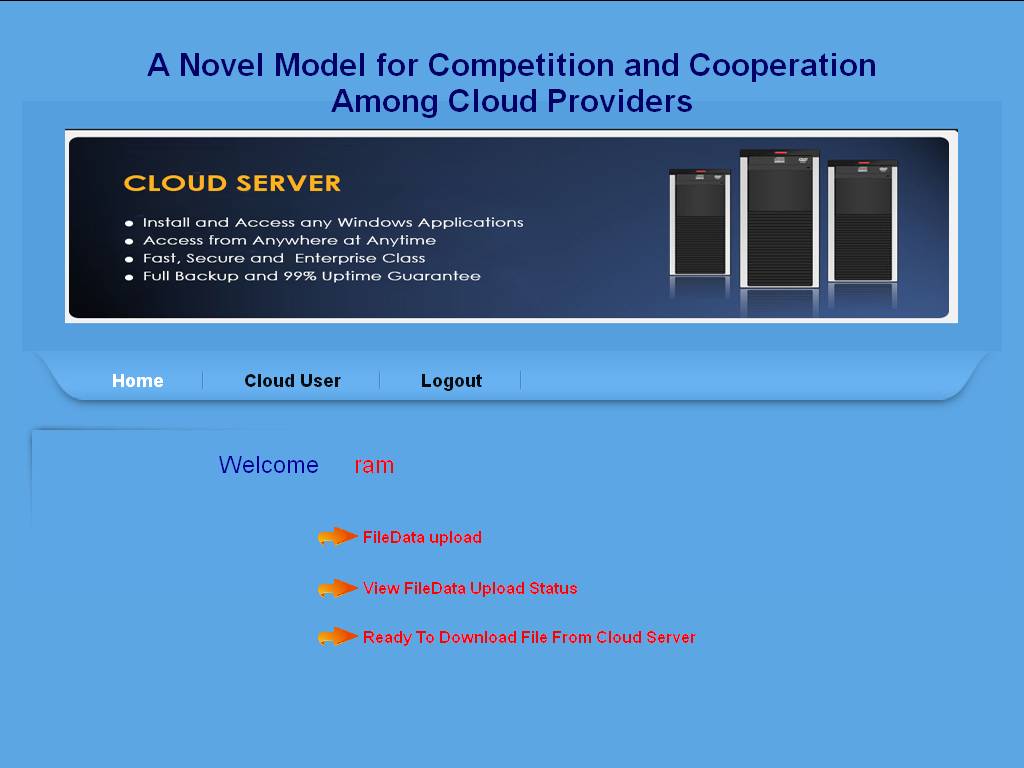 A Novel Model for Competition and Cooperation
Among Cloud Providers
CLOUD SERVER
• Install and Access any Windows Applications
• Access from Anywhere at Anytime
• Fast, Secure and Enterprise Class
• Full Backup and 99% Uptime Guarantee
Home Cloud User Logout
Welcome ram
FileData upload
View FileData Upload Status
Ready To Download File From Cloud Server